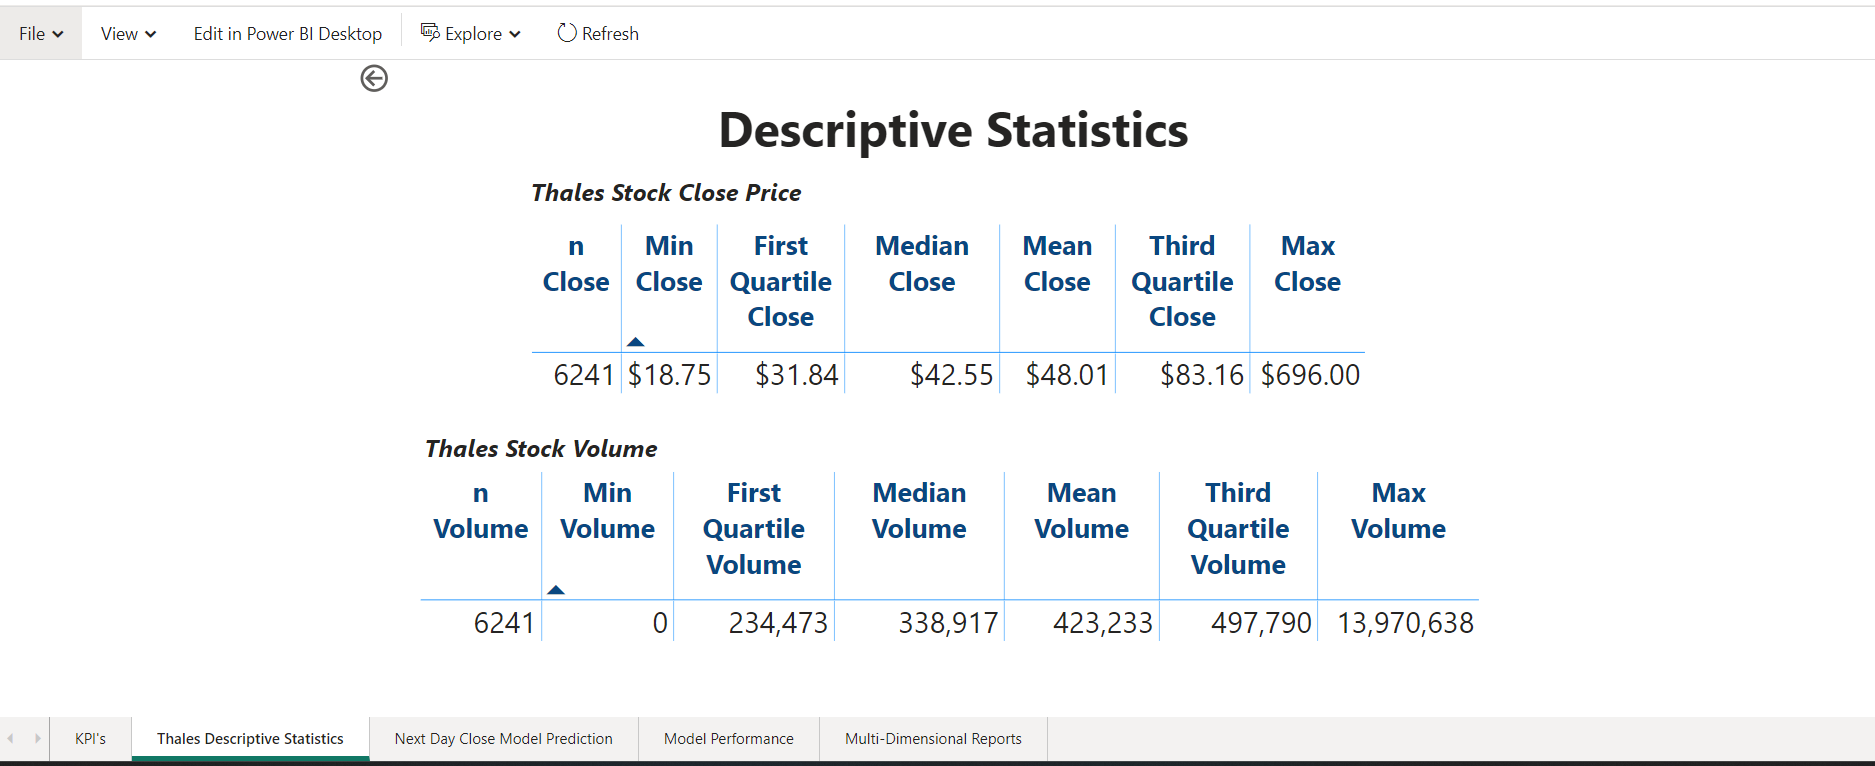 File View Edit in Power BI Desktop Explore Refresh
Descriptive Statistics
Thales Stock Close Price
n Close Min Close First Quartile Close Median Close Mean Close Third Quartile Close Max Close
6241 $18.75 $31.84 $42.55 $48.01 $83.16 $696.00
Thales Stock Volume
n Volume Min Volume First Quartile Volume Median Volume Mean Volume Third Quartile Volume Max Volume
6241 0 234,473 338,917 423,233 497,790 13,970,638
KPI's Thales Descriptive Statistics Next Day Close Model Prediction Model Performance Multi-Dimensional Reports